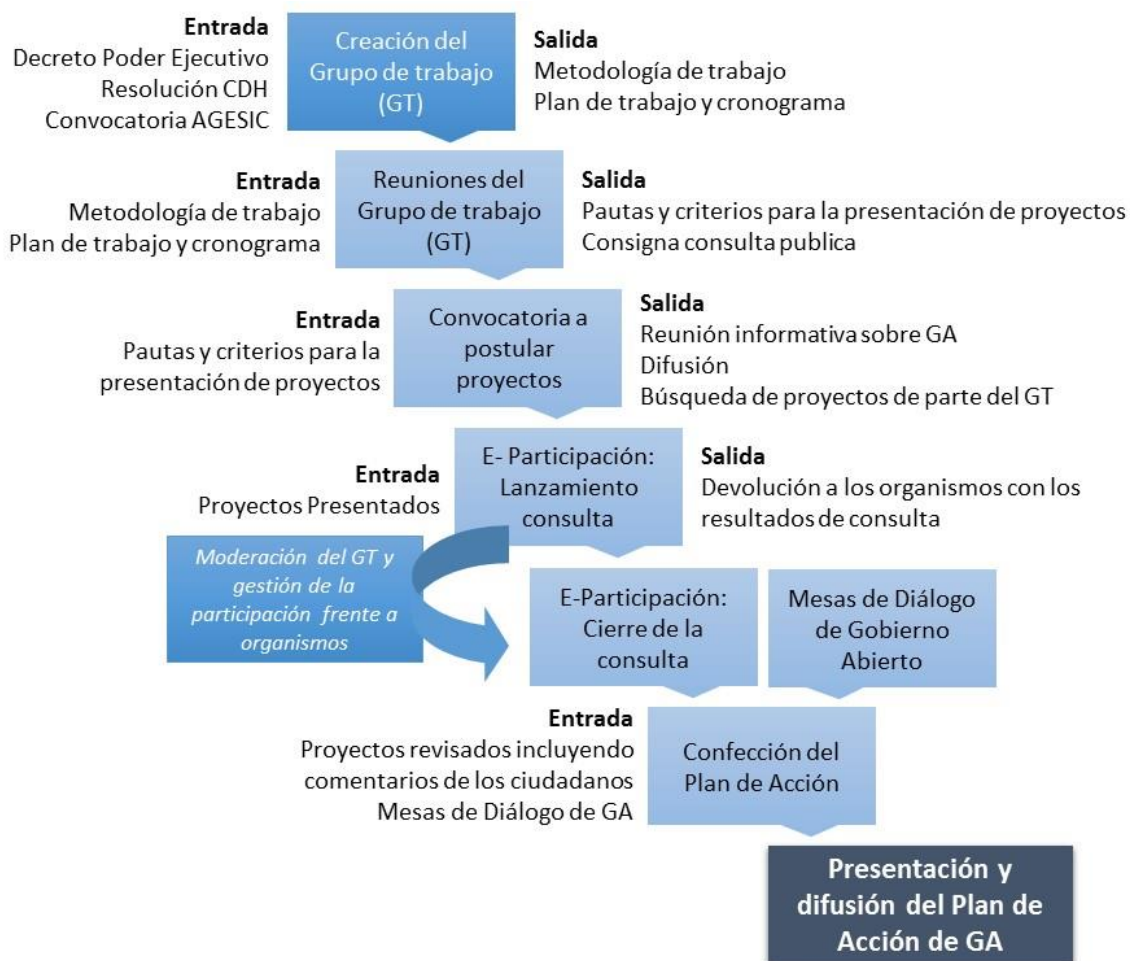 Entrada
Decreto Poder Ejecutivo
Resolución CDH
Convocatoria AGESIC
Creación del
Grupo de trabajo
(GT)
Salida
Metodología de trabajo
Plan de trabajo y cronograma
Entrada
Metodología de trabajo
Plan de trabajo y cronograma
Reuniones del
Grupo de trabajo
(GT)
Salida
Pautas y criterios para la presentación de proyectos
Consigna consulta publica
Entrada
Pautas y criterios para la
presentación de proyectos
Convocatoria a
postular
proyectos
Salida
Reunión informativa sobre GA
Difusión
Búsqueda de proyectos de parte del GT
Entrada
Proyectos Presentados
E- Participación:
Lanzamiento
consulta
Salida
Devolución a los organismos con los
resultados de consulta
Moderación del GT y
gestión de la
participación frente a
organismos
E-Participación:
Cierre de la
consulta
Mesas de Diálogo
de Gobierno
Abierto
Entrada
Proyectos revisados incluyendo
comentarios de los ciudadanos
Mesas de Diálogo de GA
Confección del
Plan de Acción
Presentación y
difusión del Plan de
Acción de GA